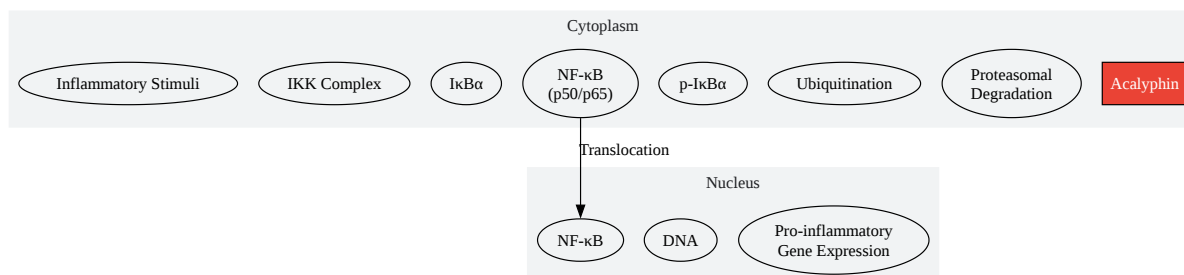 Cytoplasm
Inflammatory Stimuli
IKK Complex
IκBα
NF-κB
(p50/p65)
p-IκBα
Ubiquitination
Proteasomal
Degradation
Acalyphin
Translocation
Nucleus
NF-κB
DNA
Pro-inflammatory
Gene Expression